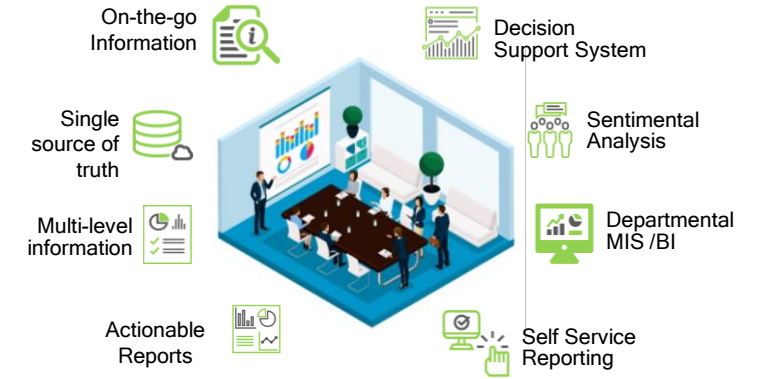 On-the-go
Information
Decision
Support System
Single
source of
truth
Sentimental
Analysis
Multi-level
information
Departmental
MIS /BI
Actionable
Reports
Self Service
Reporting